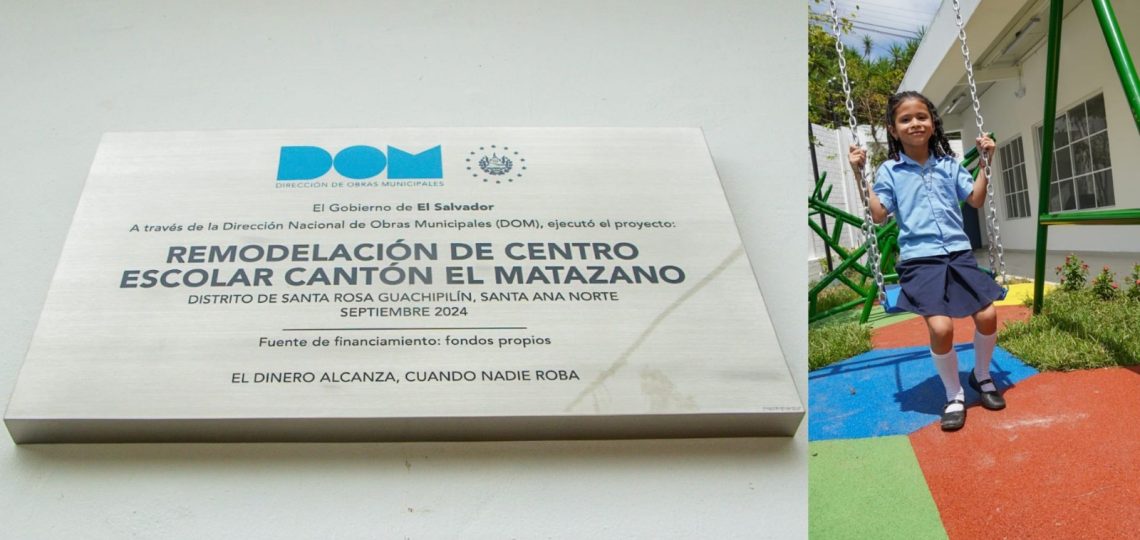 DOM
DIRECCIÓN DE OBRAS MUNICIPALES
El Gobierno de El Salvador
A través de la Dirección Nacional de Obras Municipales (DOM), ejecutó el proyecto:
REMODELACIÓN DE CENTRO
ESCOLAR CANTÓN EL MATAZANO
DISTRITO DE SANTA ROSA GUACHIPILÍN, SANTA ANA NORTE
SEPTIEMBRE 2024
Fuente de financiamiento: fondos propios
EL DINERO ALCANZA, CUANDO NADIE ROBA